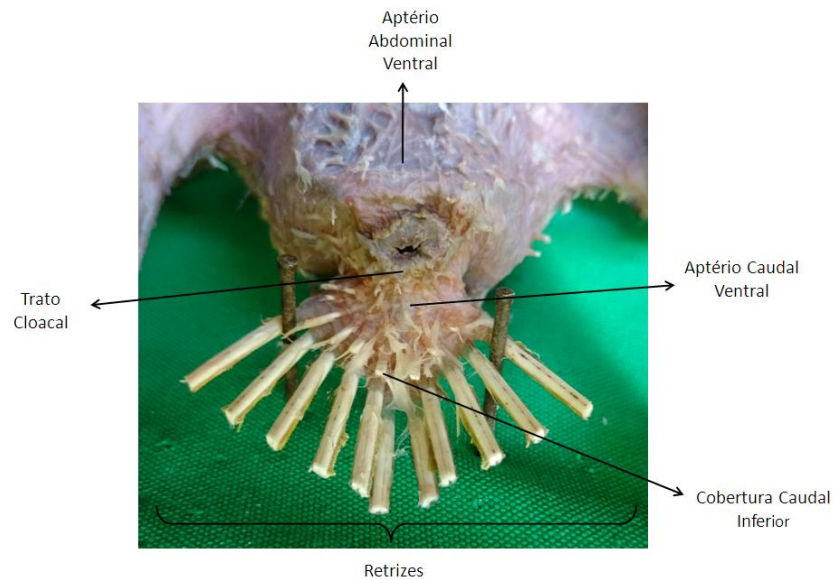 Aptério
Abdominal
Ventral
Aptério Caudal
Ventral
Trato
Cloacal
Cobertura Caudal
Inferior
Retrizes